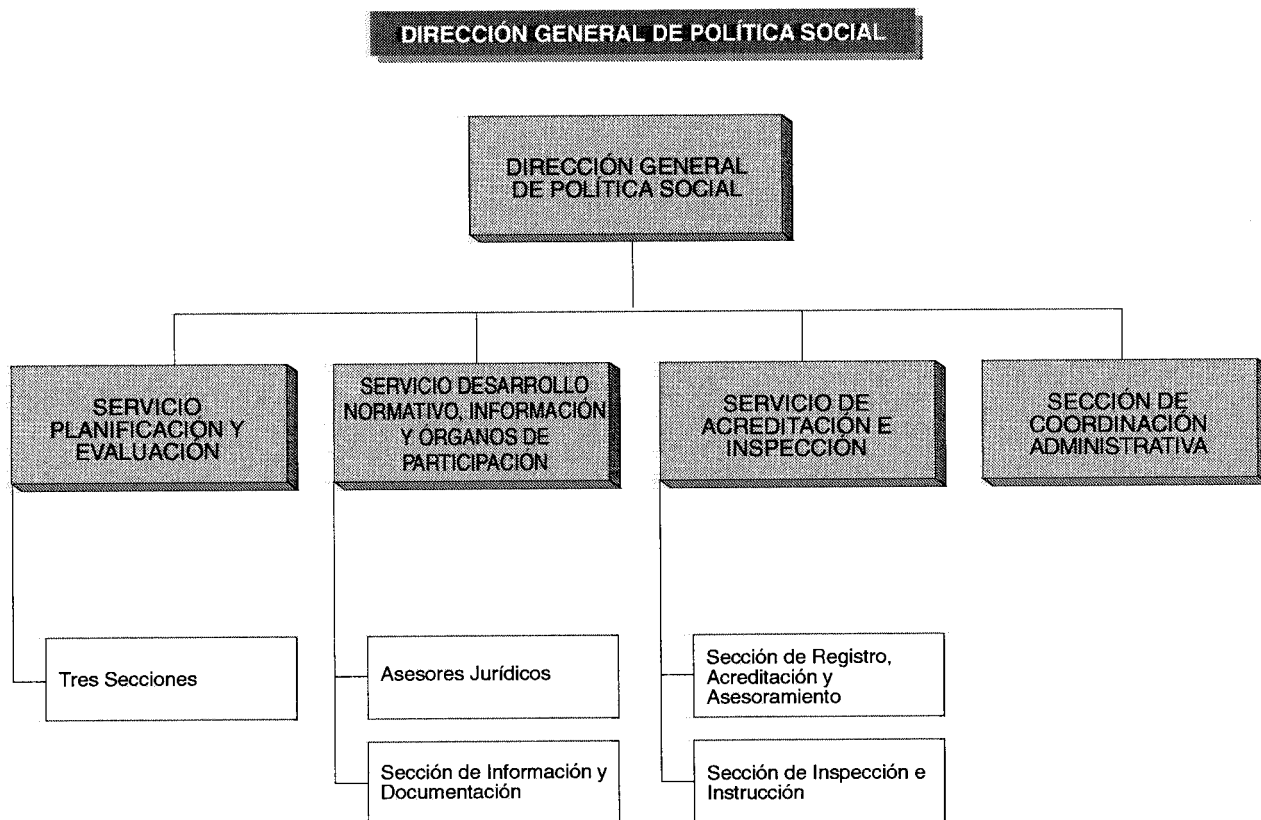 DIRECCIÓN GENERAL DE POLÍTICA SOCIAL
DIRECCIÓN GENERAL
DE POLÍTICA SOCIAL
SERVICIO
PLANIFICACIÓN Y
EVALUACIÓN
SERVICIO DESARROLLO
NORMATIVO, INFORMACIÓN
Y ORGANOS DE
PARTICIPACIÓN
SERVICIO DE
ACREDITACIÓN E
INSPECCIÓN
SECCIÓN DE
COORDINACIÓN
ADMINISTRATIVA
Tres Secciones
Asesores Jurídicos
Sección de Información y
Documentación
Sección de Registro,
Acreditación y
Asesoramiento
Sección de Inspección e
Instrucción